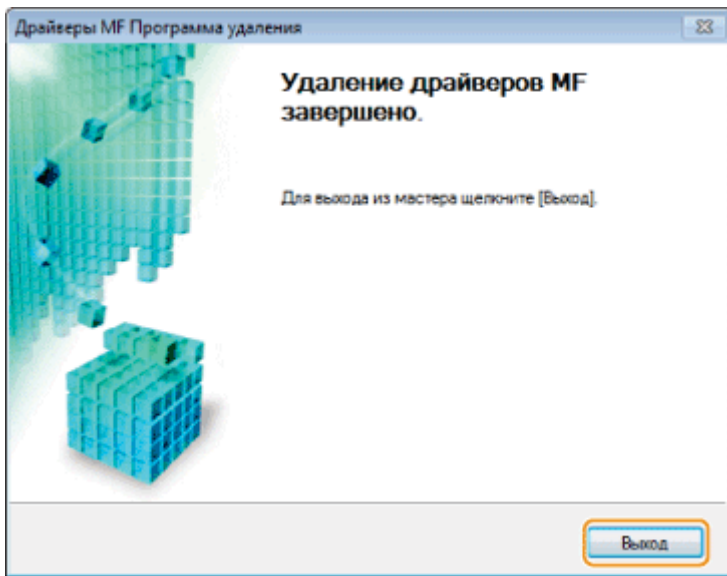 Драйверы MF Программа удаления
Удаление драйверов MF
завершено.
Для выхода из мастера щелкните [Выход].
Выход